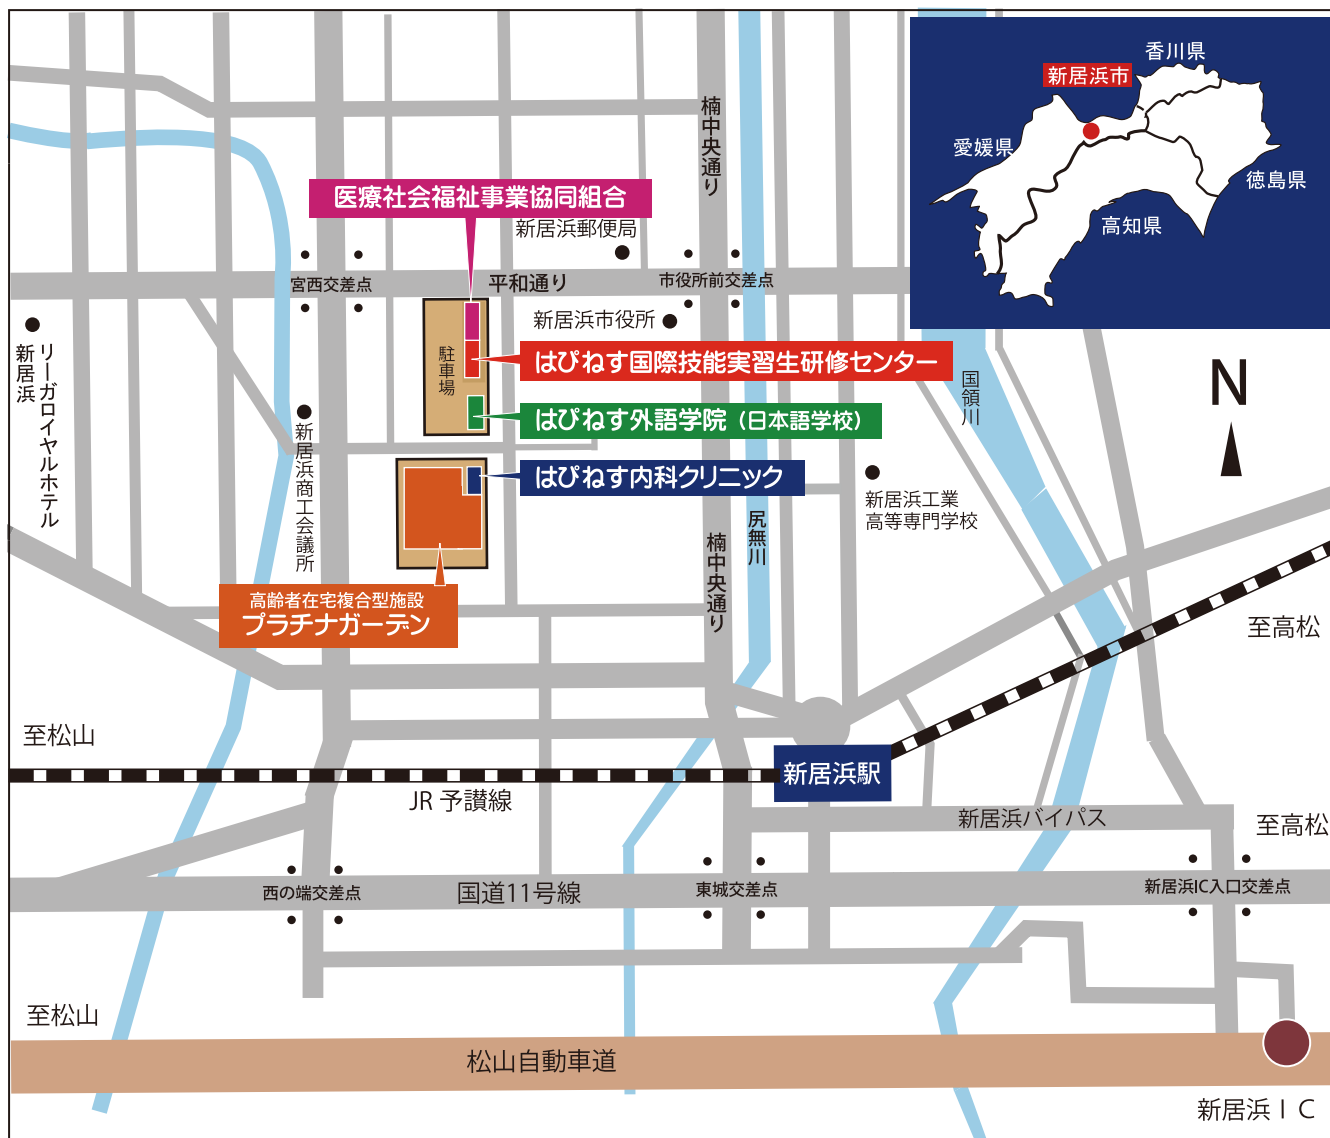 香川県
新居浜市
愛媛県
徳島県
高知県
楠中央通り
医療社会福祉事業協同組合
新居浜郵便局
宮西交差点
平和通り
市役所前交差点
新居浜市役所
リーガロイヤルホテル
新居浜
駐車場
はぴねす国際技能実習生研修センター
国領川
N
はぴねす外語学院（日本語学校）
新居浜商工会議所
はぴねす内科クリニック
新居浜工業
高等専門学校
尻無川
楠中央通り
高齢者在宅複合型施設
プラチナガーデン
至高松
至松山
新居浜駅
JR 予讃線
新居浜バイパス
至高松
西の端交差点
国道11号線
東城交差点
新居浜IC入口交差点
至松山
松山自動車道
新居浜ＩＣ